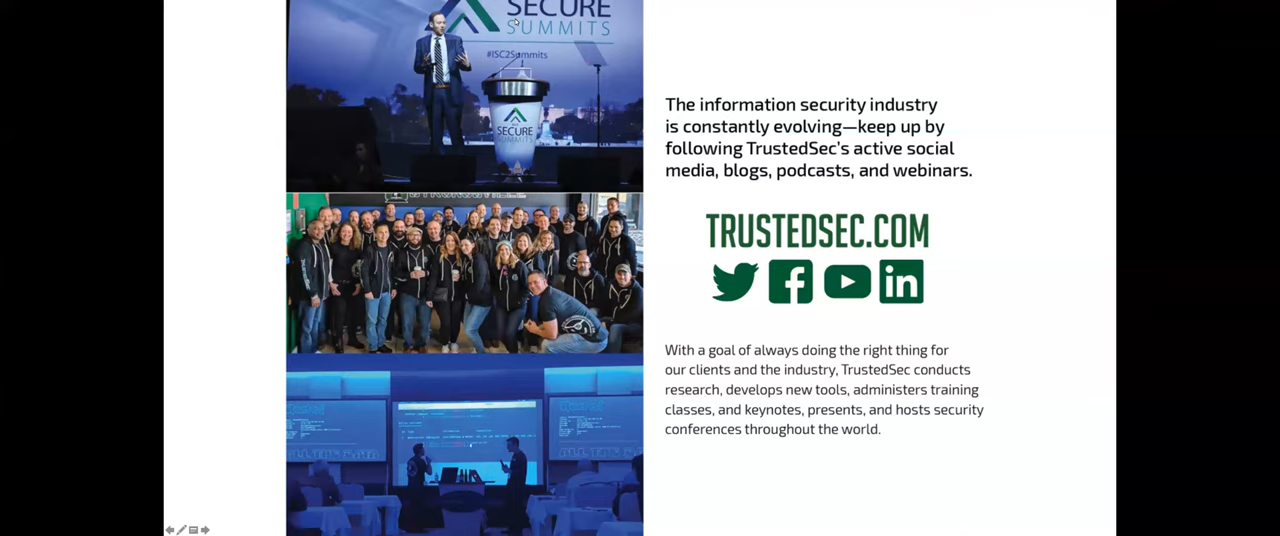 SECURE
SUMMITS
#ISC2Summits
SECURE
SUMMITS
The information security industry
is constantly evolving—keep up by
following TrustedSec's active social
media, blogs, podcasts, and webinars.
TRUSTEDSEC.COM
in
With a goal of always doing the right thing for
our clients and the industry, TrustedSec conducts
research, develops new tools, administers training
classes, and keynotes, presents, and hosts security
conferences throughout the world.